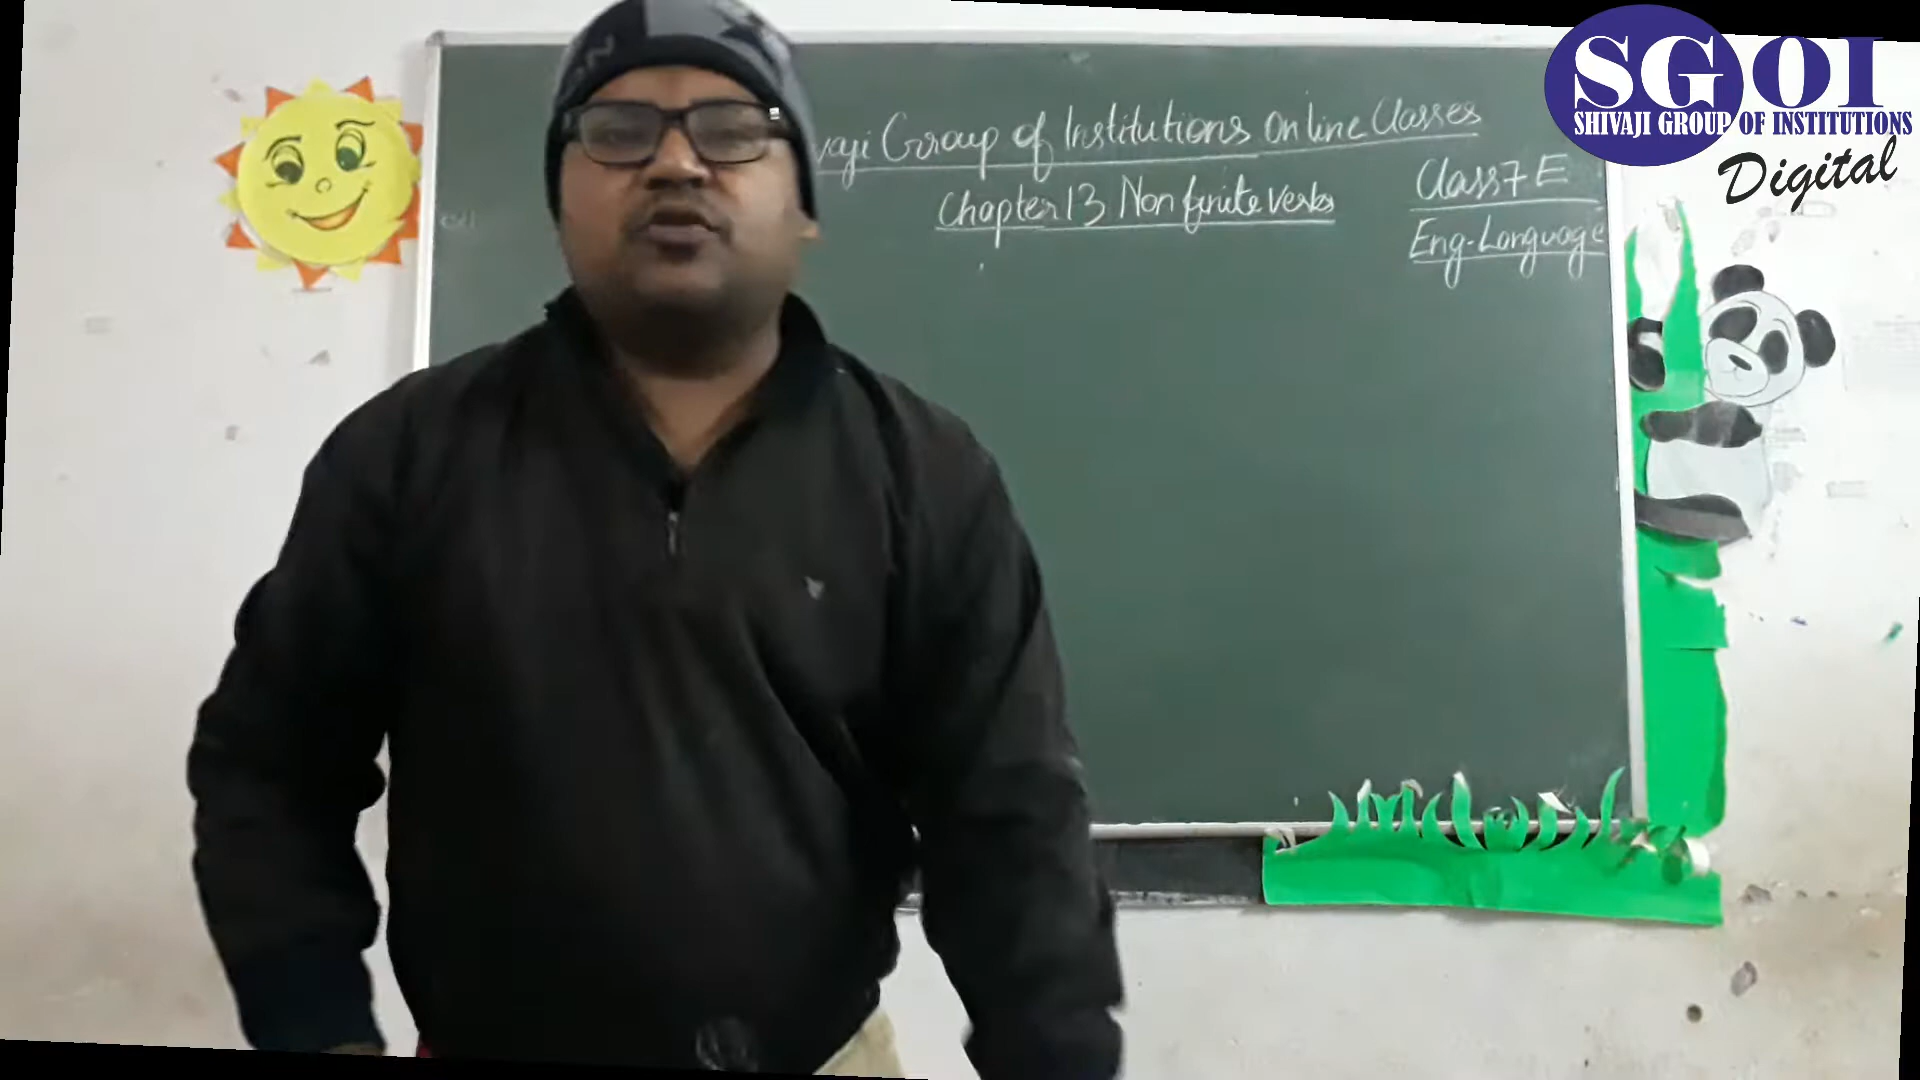 SGOI
SHIVAJI GROUP OF INSTITUTIONS
Digital
vaji Group of Institutions Online Classes
Chapter 13 Non finite Verbs
Class 7 E
Eng-Language